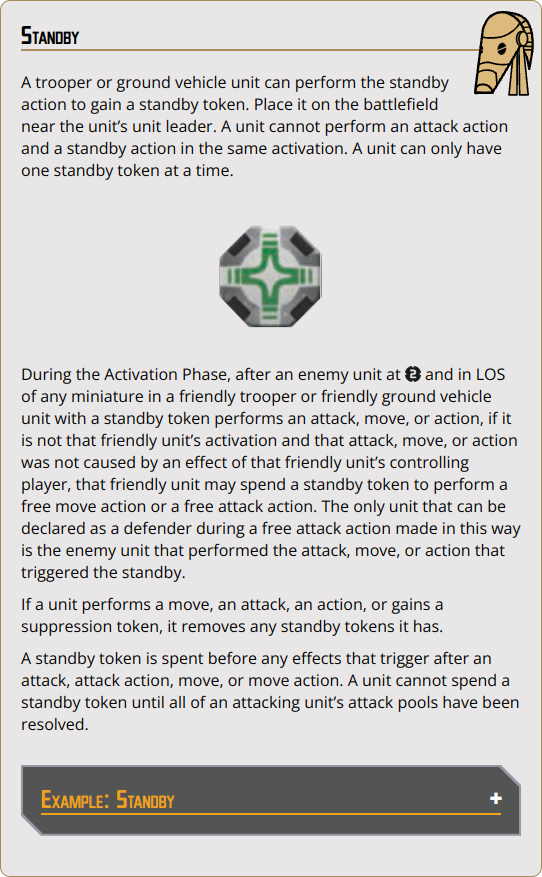 Standby
A trooper or ground vehicle unit can perform the standby
action to gain a standby token. Place it on the battlefield
near the unit’s unit leader. A unit cannot perform an attack action
and a standby action in the same activation. A unit can only have
one standby token at a time.
During the Activation Phase, after an enemy unit at 2 and in LOS
of any miniature in a friendly trooper or friendly ground vehicle
unit with a standby token performs an attack, move, or action, if it
is not that friendly unit’s activation and that attack, move, or action
was not caused by an effect of that friendly unit’s controlling
player, that friendly unit may spend a standby token to perform a
free move action or a free attack action. The only unit that can be
declared as a defender during a free attack action made in this way
is the enemy unit that performed the attack, move, or action that
triggered the standby.
If a unit performs a move, an attack, an action, or gains a
suppression token, it removes any standby tokens it has.
A standby token is spent before any effects that trigger after an
attack, attack action, move, or move action. A unit cannot spend a
standby token until all of an attacking unit’s attack pools have been
resolved.
Example: Standby +